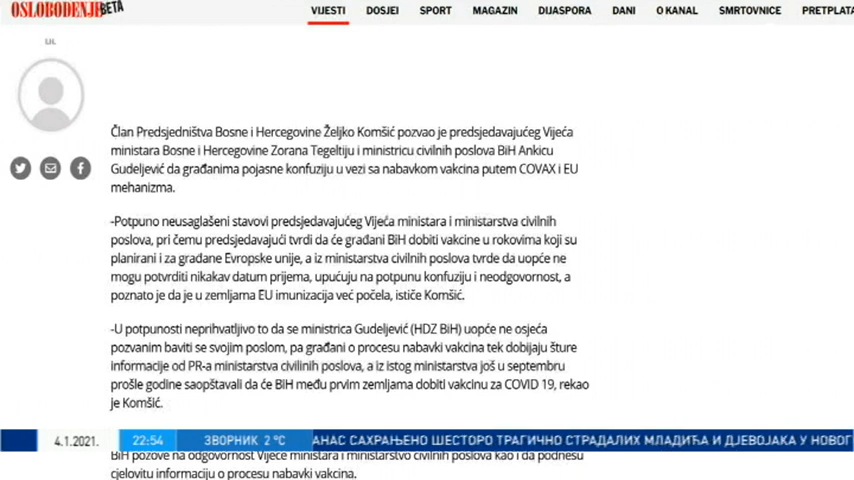 OSLOBOĐENJE BETA
VIJESTI DOSJEI SPORT MAGAZIN DIJASPORA DANI O KANAL SMRTOVNICE PRETPLATA
I.H.
Član Predsjedništva Bosne i Hercegovine Željko Komšić pozvao je predsjedavajućeg Vijeća
ministara Bosne i Hercegovine Zorana Tegeltiju i ministricu civilnih poslova BiH Ankicu
Gudeljević da građanima pojasne konfuziju u vezi sa nabavkom vakcina putem COVAX i EU
mehanizma.
-Potpuno neusaglašeni stavovi predsjedavajućeg Vijeća ministara i ministarstva civilnih
poslova, pri čemu predsjedavajući tvrdi da će građani BiH dobiti vakcine u rokovima koji su
planirani i za građane Evropske unije, a iz ministarstva civilnih poslova tvrde da uopće ne
mogu potvrditi nikakav datum prijema, upućuju na potpunu konfuziju i neodgovornost, a
poznato je da je u zemljama EU imunizacija već počela, ističe Komšić.
-U potpunosti neprihvatljivo to da se ministrica Gudeljević (HDZ BiH) uopće ne osjeća
pozvanim baviti se svojim poslom, pa građani o procesu nabavki vakcina tek dobijaju šture
informacije od PR-a ministarstva civilinih poslova, a iz istog ministarstva još u septembru
prošle godine saopštavali da će BiH među prvim zemljama dobiti vakcinu za COVID 19, rekao
je Komšić.
4.1.2021. 22:54 ЗВОРНИК 2 °C АНАС САХРАЊЕНО ШЕСТОРО ТРАГИЧНО СТРАДАЛИХ МЛАДИЋА И ДЈЕВОЈАКА У НОВОГ
BiH pozove na odgovornost Vijeće ministara i ministarstvo civilnih poslova kao i da podnesu
cjelovitu informaciju o procesu nabavki vakcina.